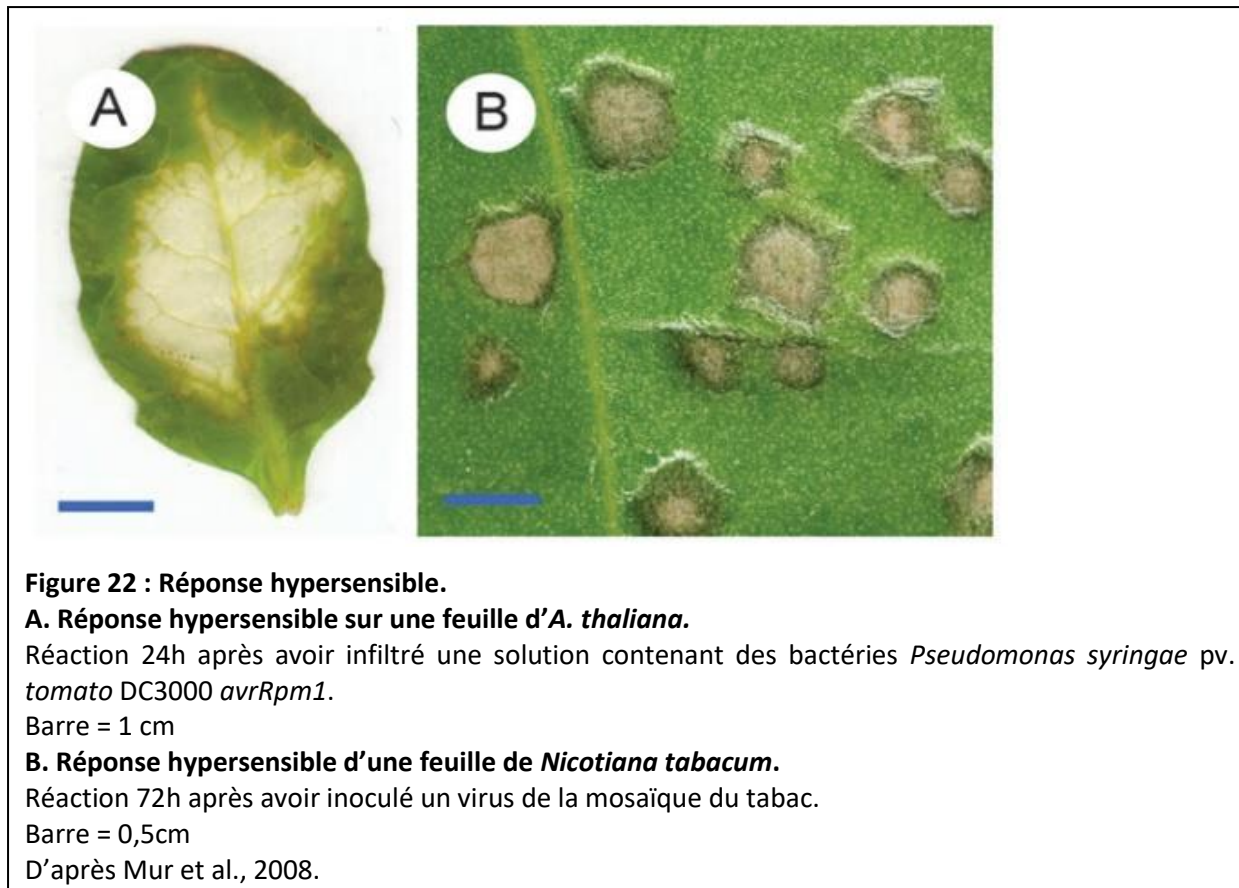 A
B
Figure 22 : Réponse hypersensible.
A. Réponse hypersensible sur une feuille d’A. thaliana.
Réaction 24h après avoir infiltré une solution contenant des bactéries Pseudomonas syringae pv.
tomato DC3000 avrRpm1.
Barre = 1 cm
B. Réponse hypersensible d’une feuille de Nicotiana tabacum.
Réaction 72h après avoir inoculé un virus de la mosaïque du tabac.
Barre = 0,5cm
D’après Mur et al., 2008.